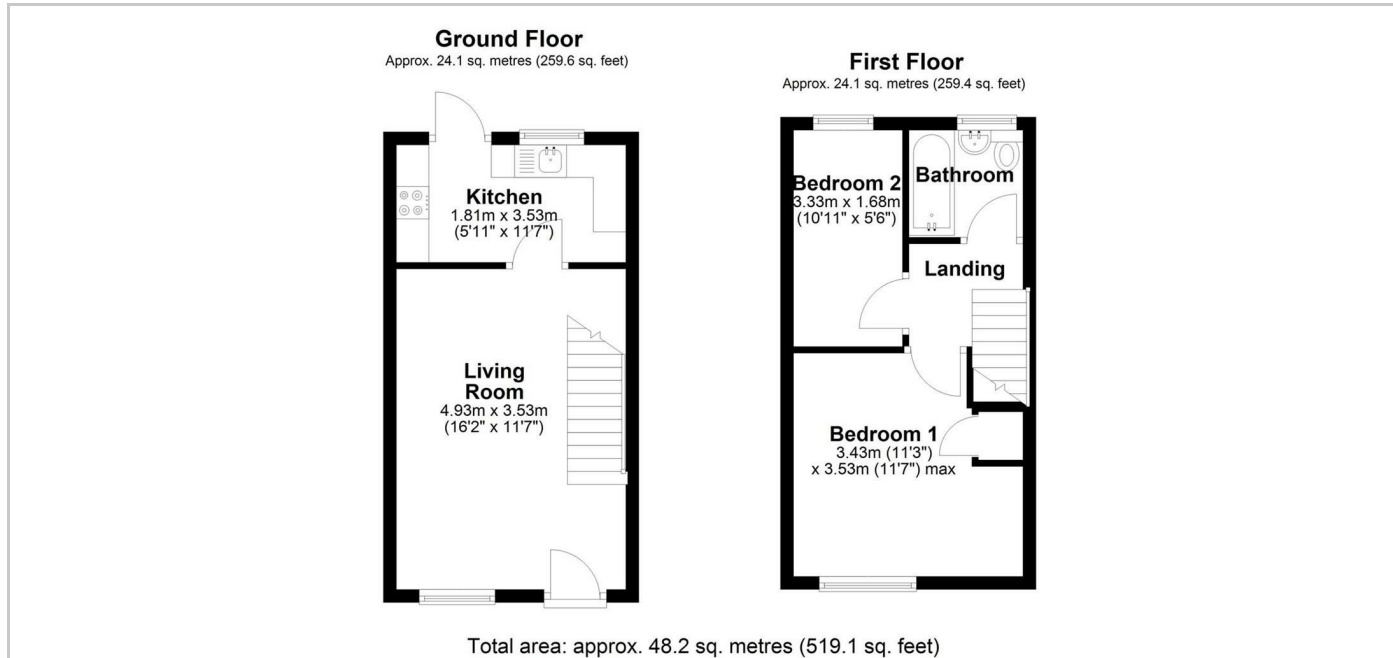 Ground Floor
Approx. 24.1 sq. metres (259.6 sq. feet)
Kitchen
1.81m x 3.53m
(5'11" x 11'7")
Living
Room
4.93m x 3.53m
(16'2" x 11'7")
First Floor
Approx. 24.1 sq. metres (259.4 sq. feet)
Bedroom 2
3.33m x 1.68m
(10'11" x 5'6")
Bathroom
Landing
Bedroom 1
3.43m (11'3")
x 3.53m (11'7") max
Total area: approx. 48.2 sq. metres (519.1 sq. feet)